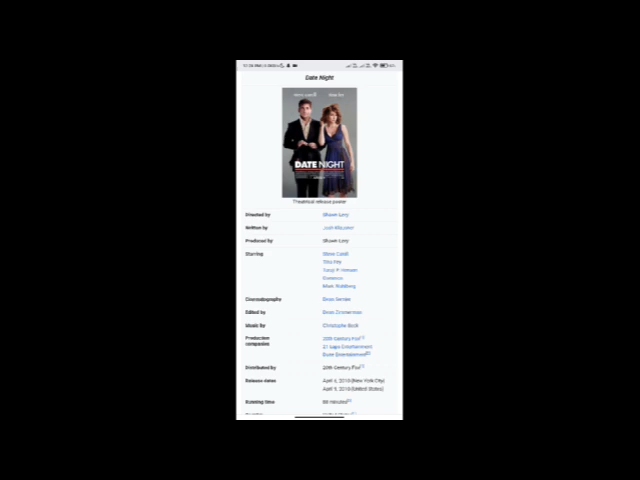 Date Night
DATE NIGHT
Theatrical release poster
Directed by Shawn Levy
Written by Josh Klausner
Produced by Shawn Levy
Starring Steve Carell
Tina Fey
Taraji P. Henson
Common
Mark Wahlberg
Cinematography Dean Semler
Edited by Dean Zimmerman
Music by Christophe Beck
Production companies 20th Century Fox
21 Laps Entertainment
Entertainment
Distributed by 20th Century Fox
Release dates April 6, 2010 (New York City)
April 9, 2010 (United States)
Running time 88 minutes